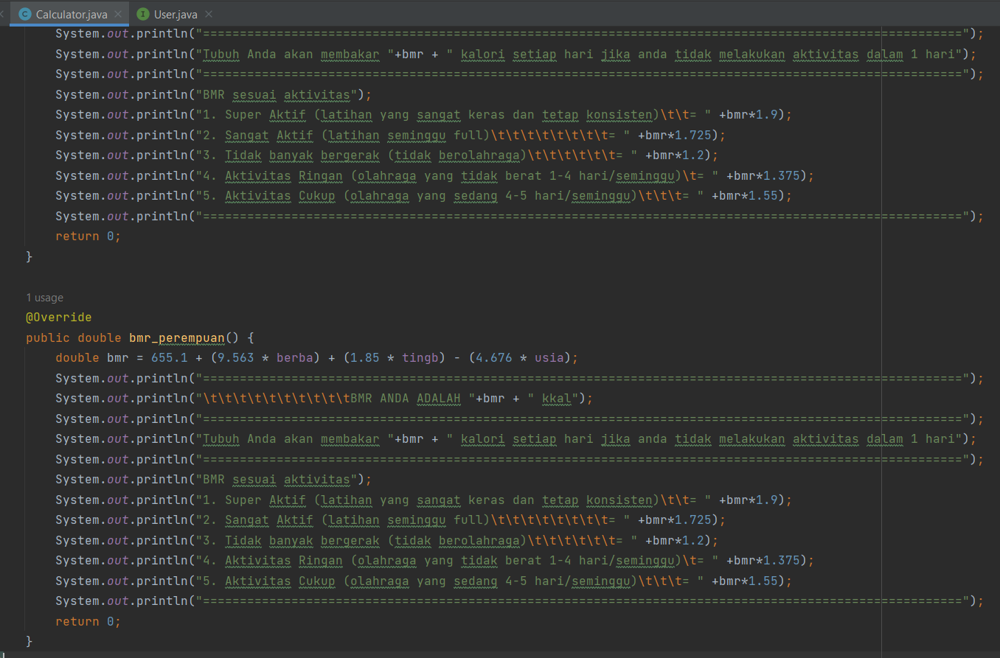 Calculator.java User.java
System.out.println("=======================================================================================================");
System.out.println("Tubuh Anda akan membakar "+bmr + " kalori setiap hari jika anda tidak melakukan aktivitas dalam 1 hari");
System.out.println("=======================================================================================================");
System.out.println("BMR sesuai aktivitas");
System.out.println("1. Super Aktif (latihan yang sangat keras dan tetap konsisten)\t\t= " +bmr*1.9);
System.out.println("2. Sangat Aktif (latihan seminggu full)\t\t\t\t\t\t\t\t= " +bmr*1.725);
System.out.println("3. Tidak banyak bergerak (tidak berolahraga)\t\t\t\t\t\t= " +bmr*1.2);
System.out.println("4. Aktivitas Ringan (olahraga yang tidak berat 1-4 hari/seminggu)\t= " +bmr*1.375);
System.out.println("5. Aktivitas Cukup (olahraga yang sedang 4-5 hari/seminggu)\t\t\t= " +bmr*1.55);
System.out.println("=======================================================================================================");
return 0;
}
1 usage
@Override
public double bmr_perempuan() {
double bmr = 655.1 + (9.563 * berba) + (1.85 * tingb) - (4.676 * usia);
System.out.println("=======================================================================================================");
System.out.println("\t\t\t\t\t\t\t\t\t\tBMR ANDA ADALAH "+bmr + " kkal");
System.out.println("=======================================================================================================");
System.out.println("Tubuh Anda akan membakar "+bmr + " kalori setiap hari jika anda tidak melakukan aktivitas dalam 1 hari");
System.out.println("=======================================================================================================");
System.out.println("BMR sesuai aktivitas");
System.out.println("1. Super Aktif (latihan yang sangat keras dan tetap konsisten)\t\t= " +bmr*1.9);
System.out.println("2. Sangat Aktif (latihan seminggu full)\t\t\t\t\t\t\t\t= " +bmr*1.725);
System.out.println("3. Tidak banyak bergerak (tidak berolahraga)\t\t\t\t\t\t= " +bmr*1.2);
System.out.println("4. Aktivitas Ringan (olahraga yang tidak berat 1-4 hari/seminggu)\t= " +bmr*1.375);
System.out.println("5. Aktivitas Cukup (olahraga yang sedang 4-5 hari/seminggu)\t\t\t= " +bmr*1.55);
System.out.println("=======================================================================================================");
return 0;
}